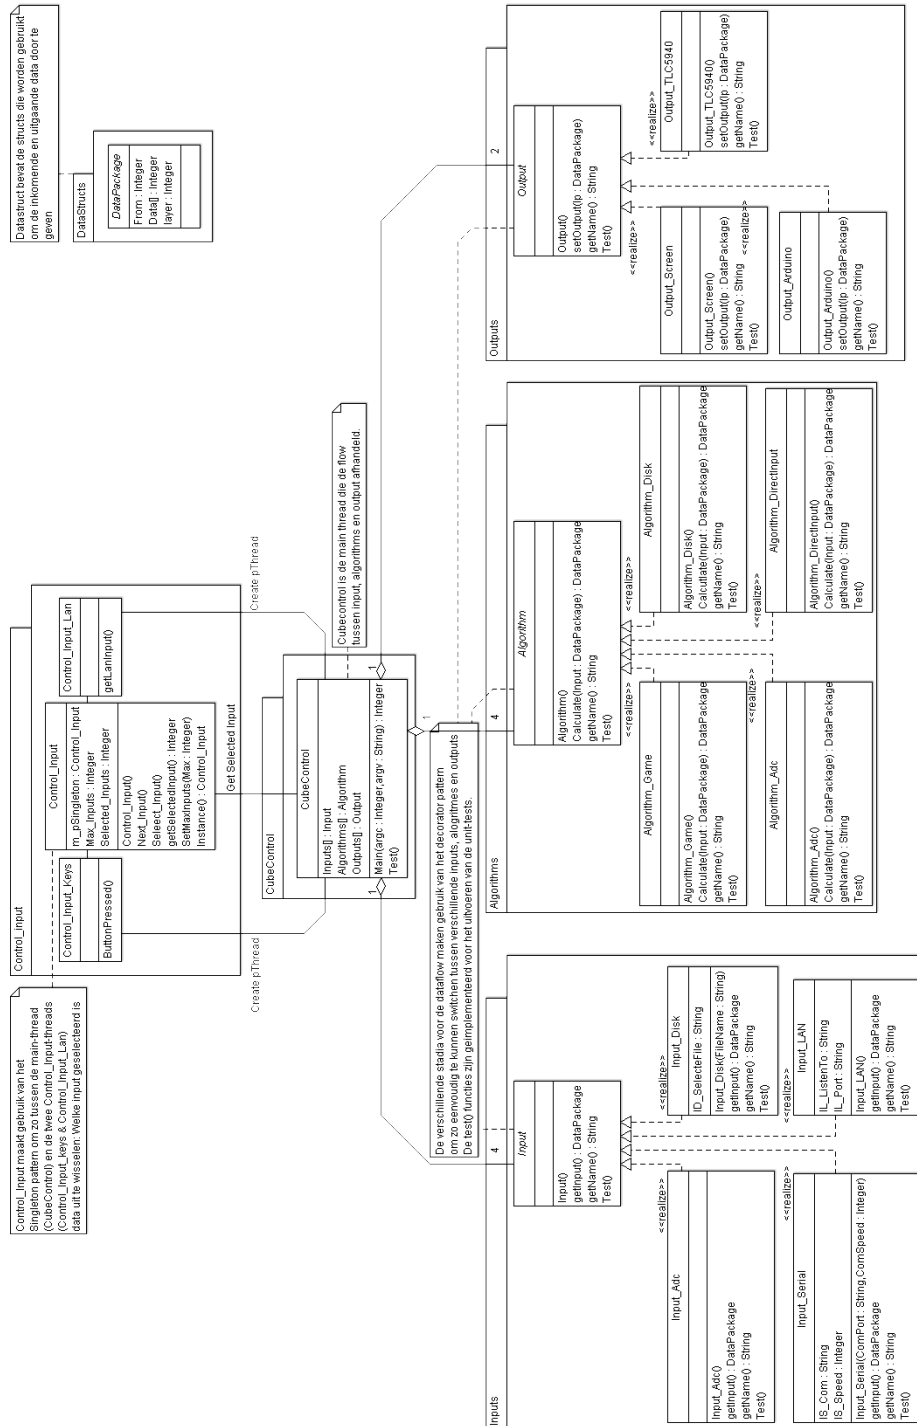 Control_Input maakt gebruik van het
Singleton pattern om zo tussen de main-thread
(CubeControl) en de twee Control_Input-threads
(Control_Input_keys & Control_Input_Lan)
data uit te wisselen: Welke input geselecteerd is
Control_input
Control_Input_Keys
ButtonPressed()
Control_Input
m_pSingleton : Control_Input
Max_Inputs : Integer
Selected_Inputs : Integer
Control_Input()
Next_Input()
Seleect_Input()
getSelectedInput() : Integer
SetMaxInputs(Max : Integer)
Instance() : Control_Input
Control_Input_Lan
getLanInput()
Datastruct bevat de structs die worden gebruikt
om de inkomende en uitgaande data door te
geven
DataStructs
DataPackage
From : Integer
Data[] : Integer
layer : Integer
Create pThread
Get Selected Input
Create pThread
CubeControl
CubeControl
Inputs[] : Input
Algorithms[] : Algorithm
Outputs[] : Output
Main(argc : Integer,argv : String) : Integer
Test()
1
1
1
Cubecontrol is de main thread die de flow
tussen input, algorithms en output afhandeld.
De verschillende stadia voor de dataflow maken gebruik van het decorator pattern
om zo eenvoudig te kunnen switchen tussen verschillende inputs, alogritmes en outputs
De test() functies zijn geimplementeerd voor het uitvoeren van de unit-tests.
Inputs
4
Input
Input()
getInput() : DataPackage
getName() : String
Test()
<<realize>>
<<realize>>
<<realize>>
<<realize>>
Input_Adc
Input_Adc()
getInput() : DataPackage
getName() : String
Test()
Input_Disk
ID_SelecteFile : String
Input_Disk(FileName : String)
getInput() : DataPackage
getName() : String
Test()
Input_Serial
IS_Com : String
IS_Speed : Integer
Input_Serial(ComPort : String,ComSpeed : Integer)
getInput() : DataPackage
getName() : String
Test()
Input_LAN
IL_ListenTo : String
IL_Port : String
Input_LAN()
getInput() : DataPackage
getName() : String
Test()
Algorithms
4
Algorithm
Algorithm()
Calculate(Input : DataPackage) : DataPackage
getName() : String
Test()
<<realize>>
<<realize>>
<<realize>>
<<realize>>
Algorithm_Game
Algorithm_Game()
Calculate(Input : DataPackage) : DataPackage
getName() : String
Test()
Algorithm_Disk
Algorithm_Disk()
Calcutlate(Input : DataPackage) : DataPackage
getName() : String
Test()
Algorithm_Adc
Algorithm_Adc()
Calculate(Input : DataPackage) : DataPackage
getName() : String
Test()
Algorithm_DirectInput
Algorithm_DirectInput()
Calculate(Input : DataPackage) : DataPackage
getName() : String
Test()
Outputs
2
Output
Output()
setOutput(Ip : DataPackage)
getName() : String
Test()
<<realize>>
<<realize>>
<<realize>>
Output_Screen
Output_Screen()
setOutput(Ip : DataPackage)
getName() : String
Test()
Output_TLC5940
Output_TLC5940()
setOutput(Ip : DataPackage)
getName() : String
Test()
Output_Arduino
Output_Arduino()
setOutput(Ip : DataPackage)
getName() : String
Test()